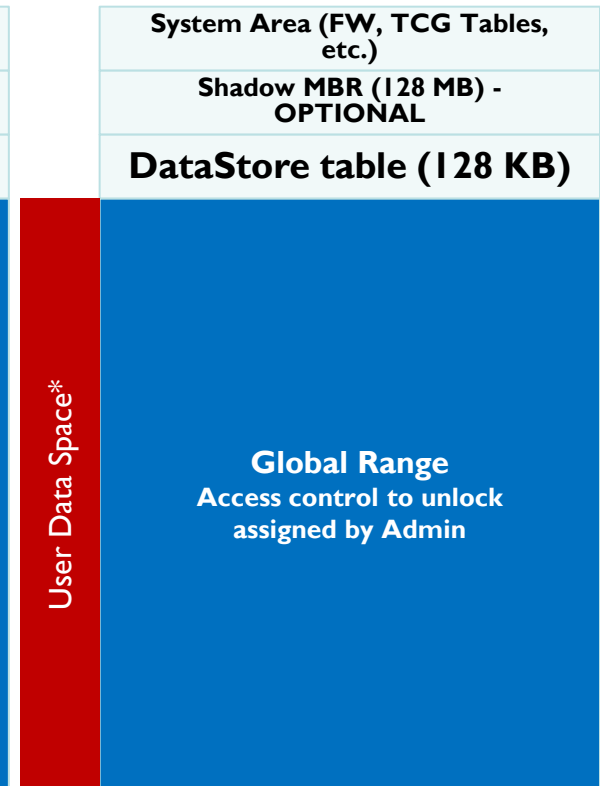 System Area (FW, TCG Tables,
etc.)
Shadow MBR (128 MB) -
OPTIONAL
DataStore table (128 KB)
User Data Space*
Global Range
Access control to unlock
assigned by Admin